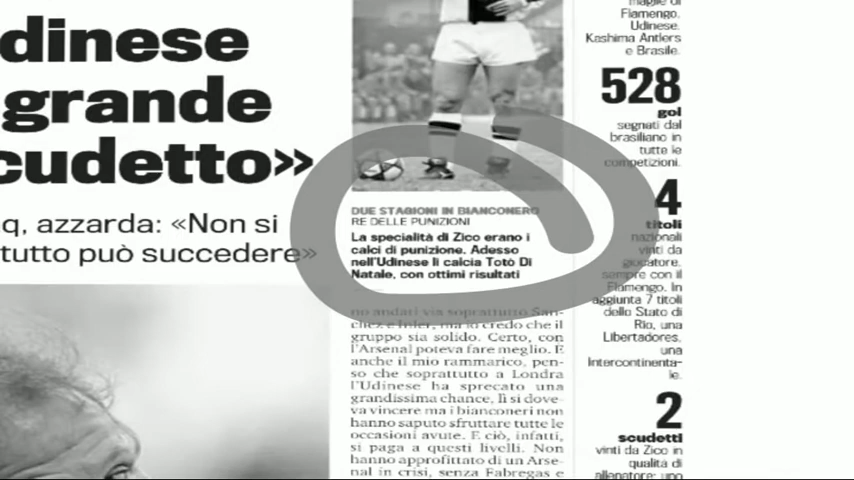 dinese
grande
cudetto»
q, azzarda: «Non si
tutto può succedere»
DUE STAGIONI IN BIANCONERO
RE DELLE PUNIZIONI
La specialità di Zico erano i
calci di punizione. Adesso
nell'Udinese li calcia Totò Di
Natale, con ottimi risultati
no andati via soprattutto San-
chez e Inler, ma io credo che il
gruppo sia solido. Certo, con
l'Arsenal poteva fare meglio. E
anche il mio rammarico, pen-
so che soprattutto a Londra
l'Udinese ha sprecato una
grandissima chance, lì si dove-
va vincere ma i bianconeri non
hanno saputo sfruttare tutte le
occasioni avute. E ciò, infatti,
si paga a questi livelli. Non
hanno approfittato di un Arse-
nal in crisi, senza Fabregas e
maglie di
Flamengo,
Udinese,
Kashima Antlers
e Brasile.
528
gol
segnati dal
brasiliano in
tutte le
competizioni.
4
titoli
nazionali
vinti da
giocatore,
sempre con il
Flamengo. In
aggiunta 7 titoli
dello Stato di
Rio, una
Libertadores,
una
Intercontinenta-
le.
2
scudetti
vinti da Zico in
qualità di
allenatore: uno